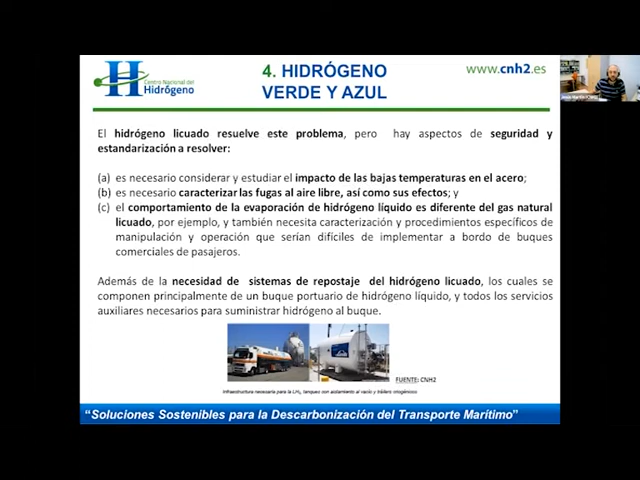 Centro Nacional del
Hidrógeno
4. HIDRÓGENO
VERDE Y AZUL
www.cnh2.es
El hidrógeno licuado resuelve este problema, pero hay aspectos de seguridad y
estandarización a resolver:
(a) es necesario considerar y estudiar el impacto de las bajas temperaturas en el acero;
(b) es necesario caracterizar las fugas al aire libre, así como sus efectos; y
(c) el comportamiento de la evaporación de hidrógeno líquido es diferente del gas natural
licuado, por ejemplo, y también necesita caracterización y procedimientos específicos de
manipulación y operación que serían difíciles de implementar a bordo de buques
comerciales de pasajeros.
Además de la necesidad de sistemas de repostaje del hidrógeno licuado, los cuales se
componen principalmente de un buque portuario de hidrógeno líquido, y todos los servicios
auxiliares necesarios para suministrar hidrógeno al buque.
FUENTE: CNH2
Infraestructura necesaria para la LH₂, tanques con aislamiento al vacío y tráilers criogénicos.
“Soluciones Sostenibles para la Descarbonización del Transporte Marítimo”